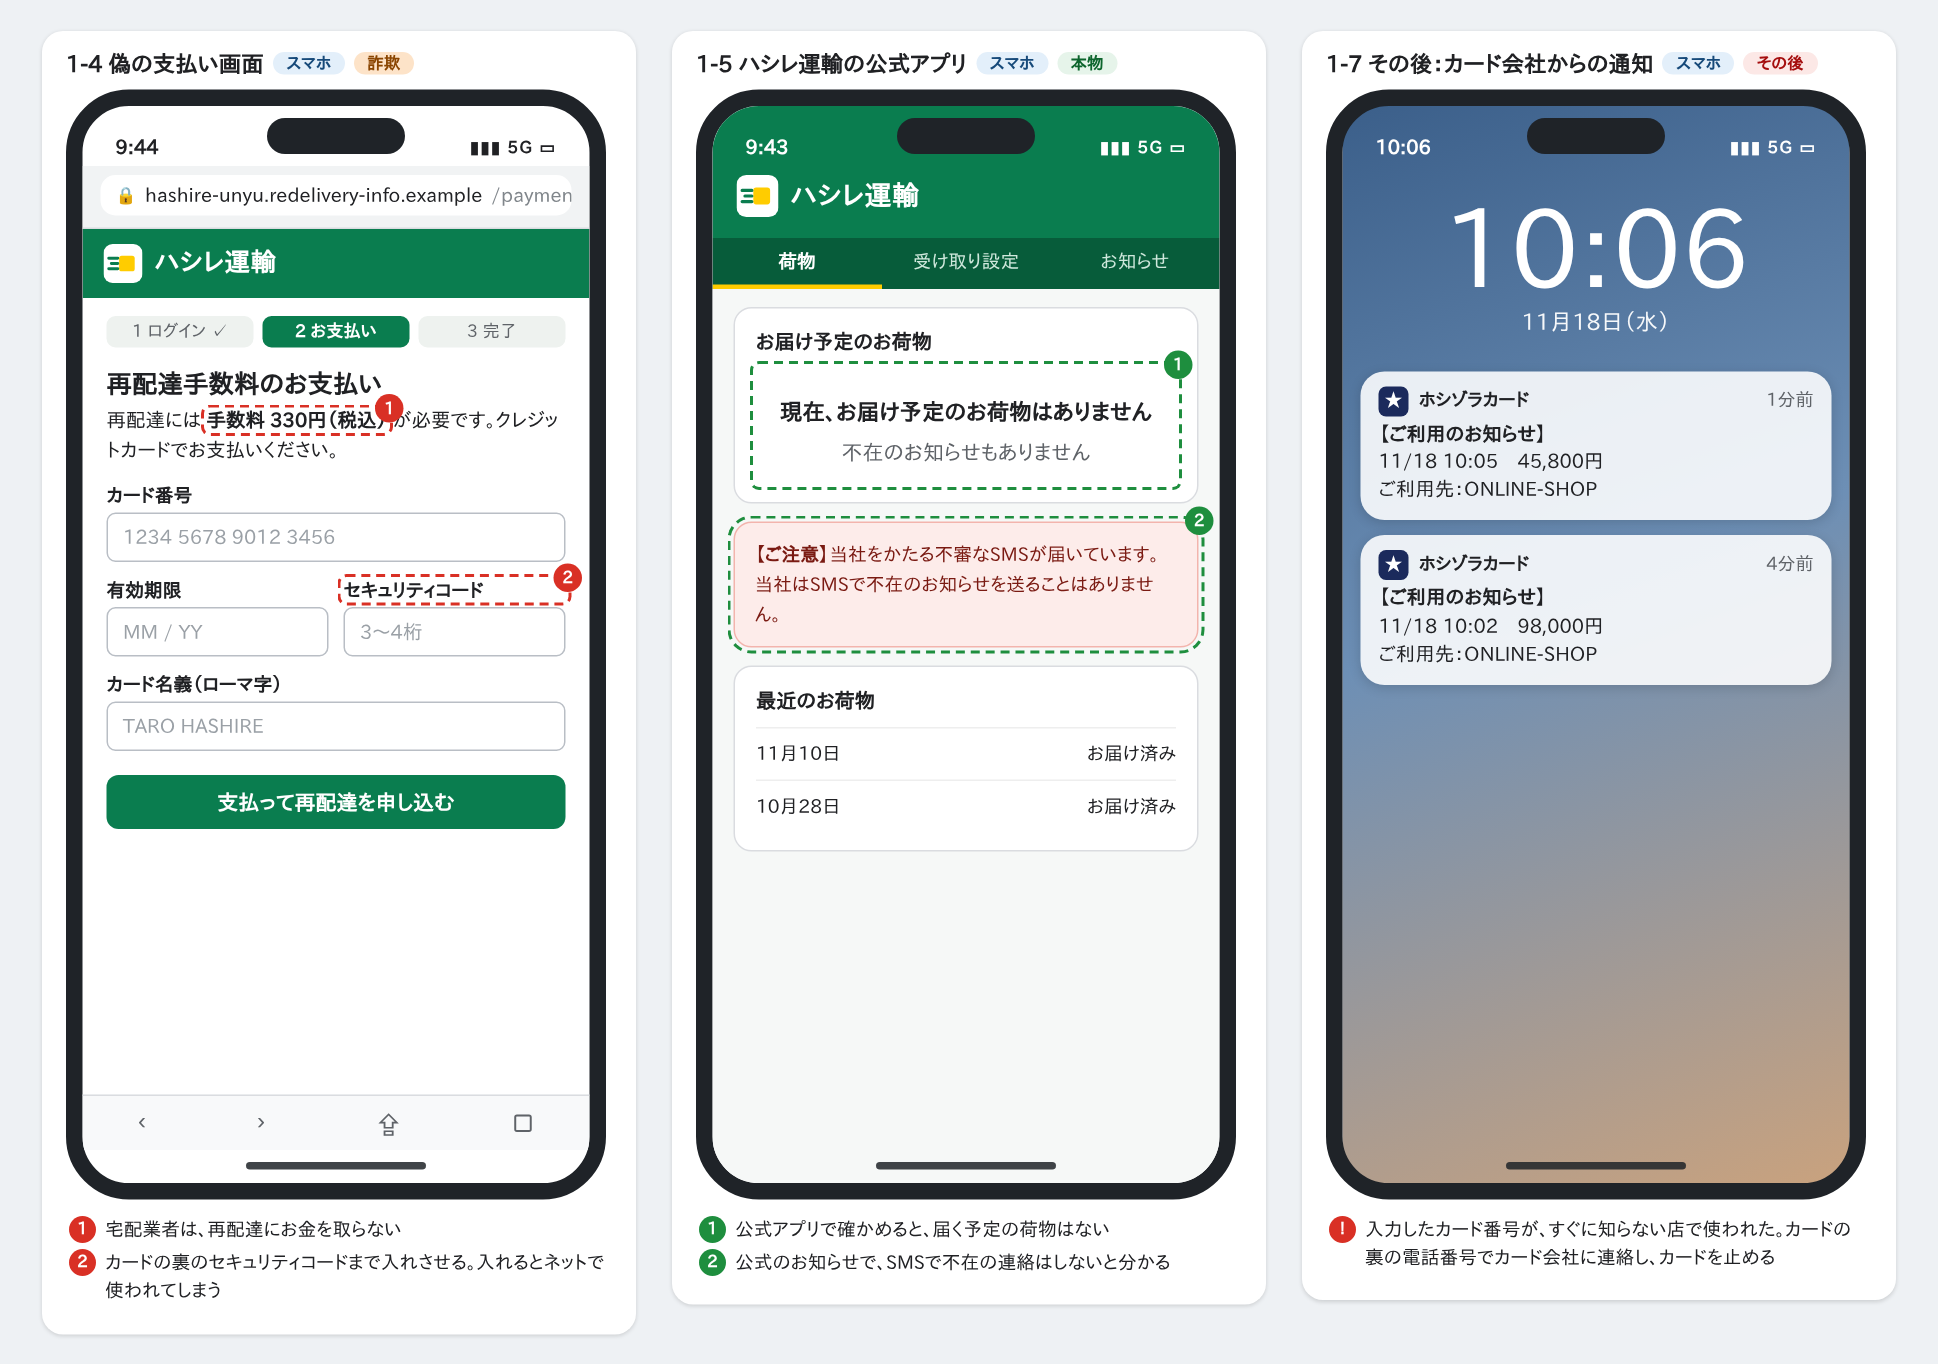 1-4 偽の支払い画面 スマホ 詐欺
9:44 5G
hashire-unyu.redelivery-info.example /paymen
ハシレ運輸
1 ログイン ✓ 2 お支払い 3 完了
再配達手数料のお支払い
1
再配達には 手数料 330円（税込） が必要です。クレジッ
トカードでお支払いください。
カード番号
1234 5678 9012 3456
有効期限 セキュリティコード 2
MM / YY 3〜4桁
カード名義（ローマ字）
TARO HASHIRE
支払って再配達を申し込む
1 宅配業者は、再配達にお金を取らない
2 カードの裏のセキュリティコードまで入れさせる。入れるとネットで
使われてしまう
1-5 ハシレ運輸の公式アプリ スマホ 本物
9:43 5G
ハシレ運輸
荷物 受け取り設定 お知らせ
お届け予定のお荷物
1
現在、お届け予定のお荷物はありません
不在のお知らせもありません
2
【ご注意】当社をかたる不審なSMSが届いています。
当社はSMSで不在のお知らせを送ることはありませ
ん。
最近のお荷物
11月10日 お届け済み
10月28日 お届け済み
1 公式アプリで確かめると、届く予定の荷物はない
2 公式のお知らせで、SMSで不在の連絡はしないと分かる
1-7 その後：カード会社からの通知 スマホ その後
10:06 5G
10:06
11月18日（水）
ホシゾラカード 1分前
【ご利用のお知らせ】
11/18 10:05 45,800円
ご利用先：ONLINE-SHOP
ホシゾラカード 4分前
【ご利用のお知らせ】
11/18 10:02 98,000円
ご利用先：ONLINE-SHOP
! 入力したカード番号が、すぐに知らない店で使われた。カードの
裏の電話番号でカード会社に連絡し、カードを止める